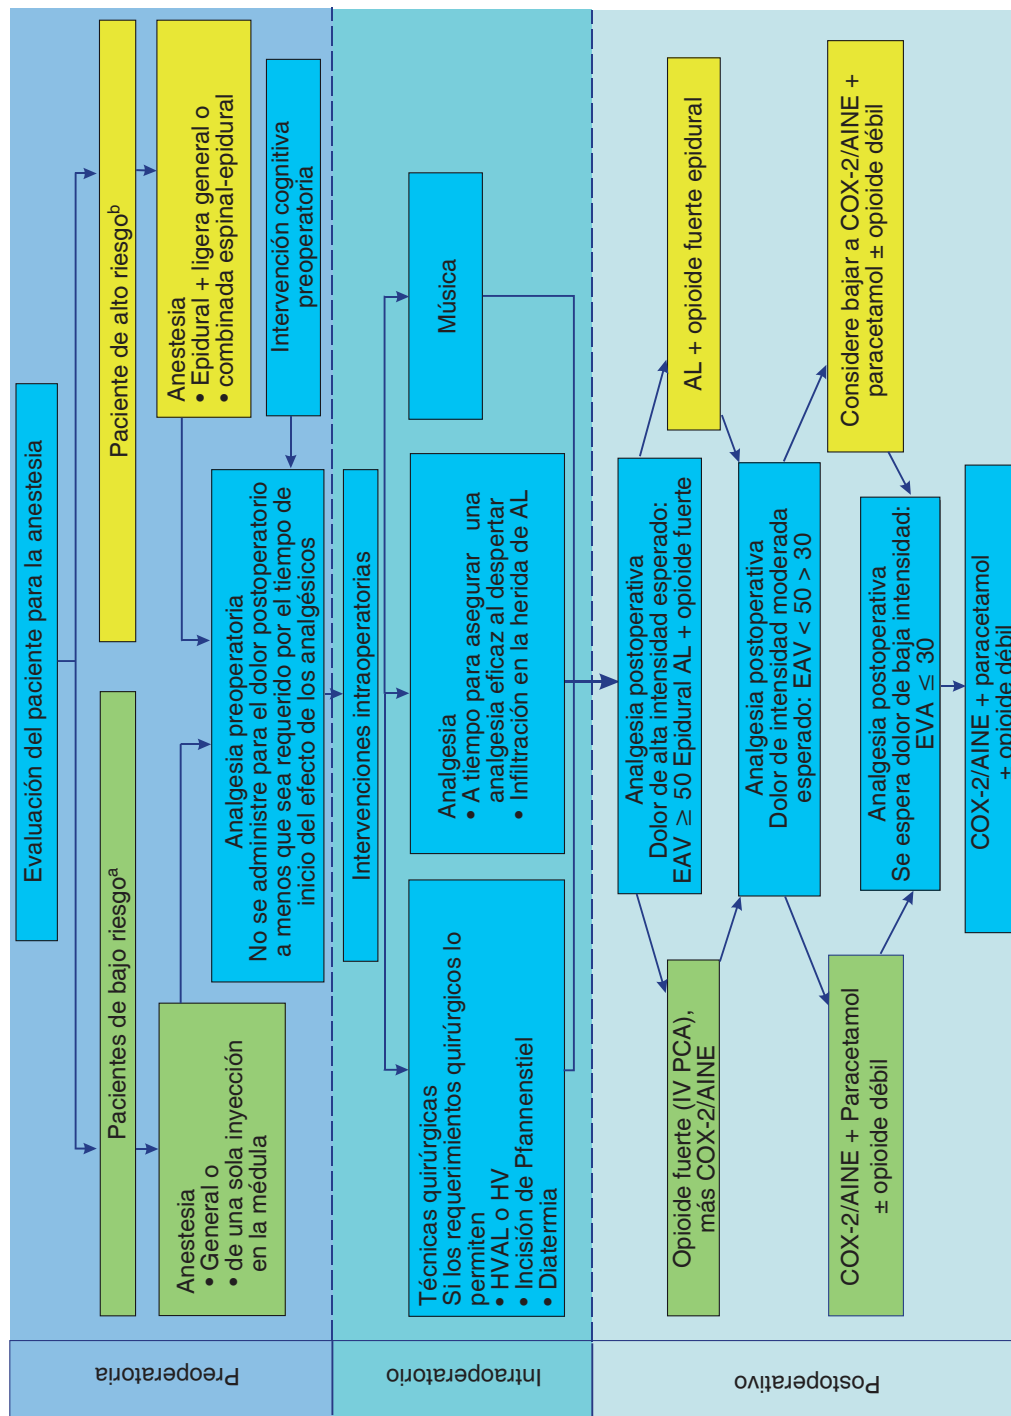 Preoperatoria
Evaluación del paciente para la anestesia
Pacientes de bajo riesgoᵃ
Paciente de alto riesgoᵇ
Anestesia
• General o
• de una sola inyección
en la médula
Anestesia
• Epidural + ligera general o
• combinada espinal-epidural
Analgesia preoperatoria
No se administre para el dolor postoperatorio
a menos que sea requerido por el tiempo de
inicio del efecto de los analgésicos
Intervención cognitiva
preoperatoria
Intraoperatorio
Intervenciones intraoperatorias
Técnicas quirúrgicas
Si los requerimientos quirúrgicos lo
permiten
• HVAL o HV
• Incisión de Pfannenstiel
• Diatermia
Analgesia
• A tiempo para asegurar una
analgesia eficaz al despertar
• Infiltración en la herida de AL
Música
Postoperativo
Analgesia postoperativa
Dolor de alta intensidad esperado:
EAV ≥ 50 Epidural AL + opioide fuerte
Opioide fuerte (IV PCA),
más COX-2/AINE
AL + opioide fuerte epidural
Analgesia postoperativa
Dolor de intensidad moderada
esperado: EAV < 50 > 30
COX-2/AINE + Paracetamol
± opioide débil
Considere bajar a COX-2/AINE +
paracetamol ± opioide débil
Analgesia postoperativa
Se espera dolor de baja intensidad:
EVA ≤ 30
COX-2/AINE + paracetamol
± opioide débil